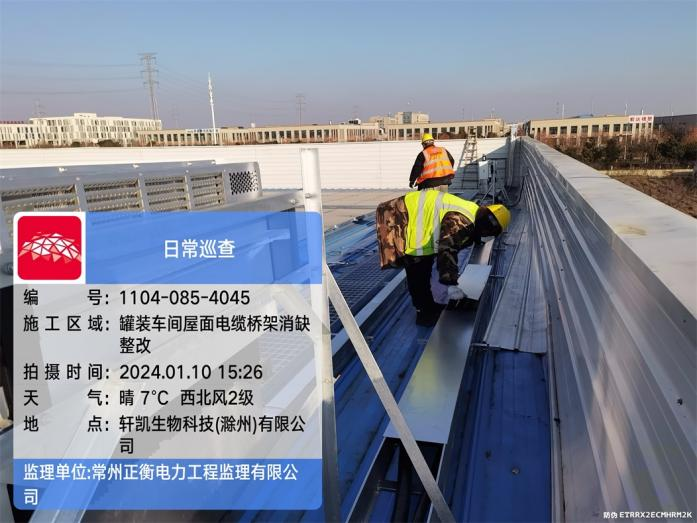 日常巡查
编 号：1104-085-4045
施工区域：罐装车间屋面电缆桥架消缺
整改
拍摄时间：2024.01.10 15:26
天 气：晴 7℃ 西北风2级
地 点：轩凯生物科技(滁州)有限公
司
监理单位:常州正衡电力工程监理有限公
司
防伪 ETRRX2ECMHRM2K